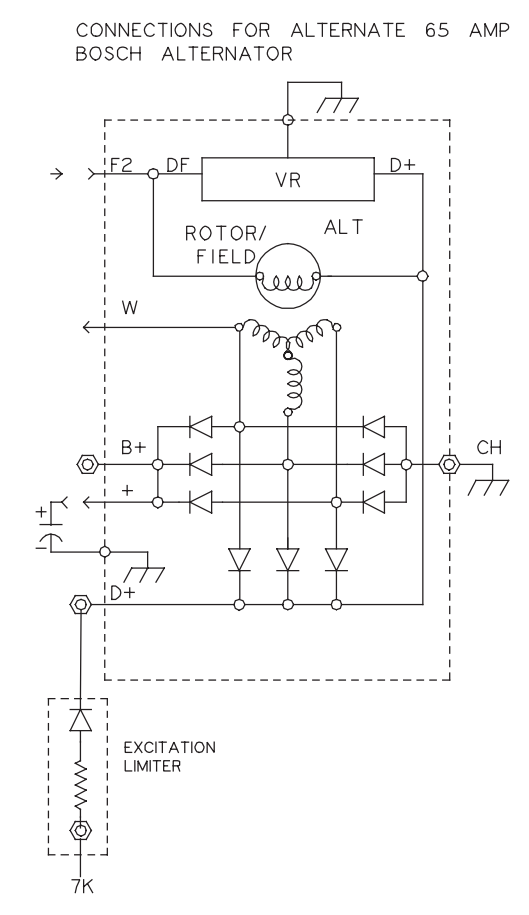 CONNECTIONS FOR ALTERNATE 65 AMP
BOSCH ALTERNATOR
F2
DF
VR
D+
ALT
ROTOR/
FIELD
W
B+
CH
+
+
-
D+
EXCITATION
LIMITER
7K